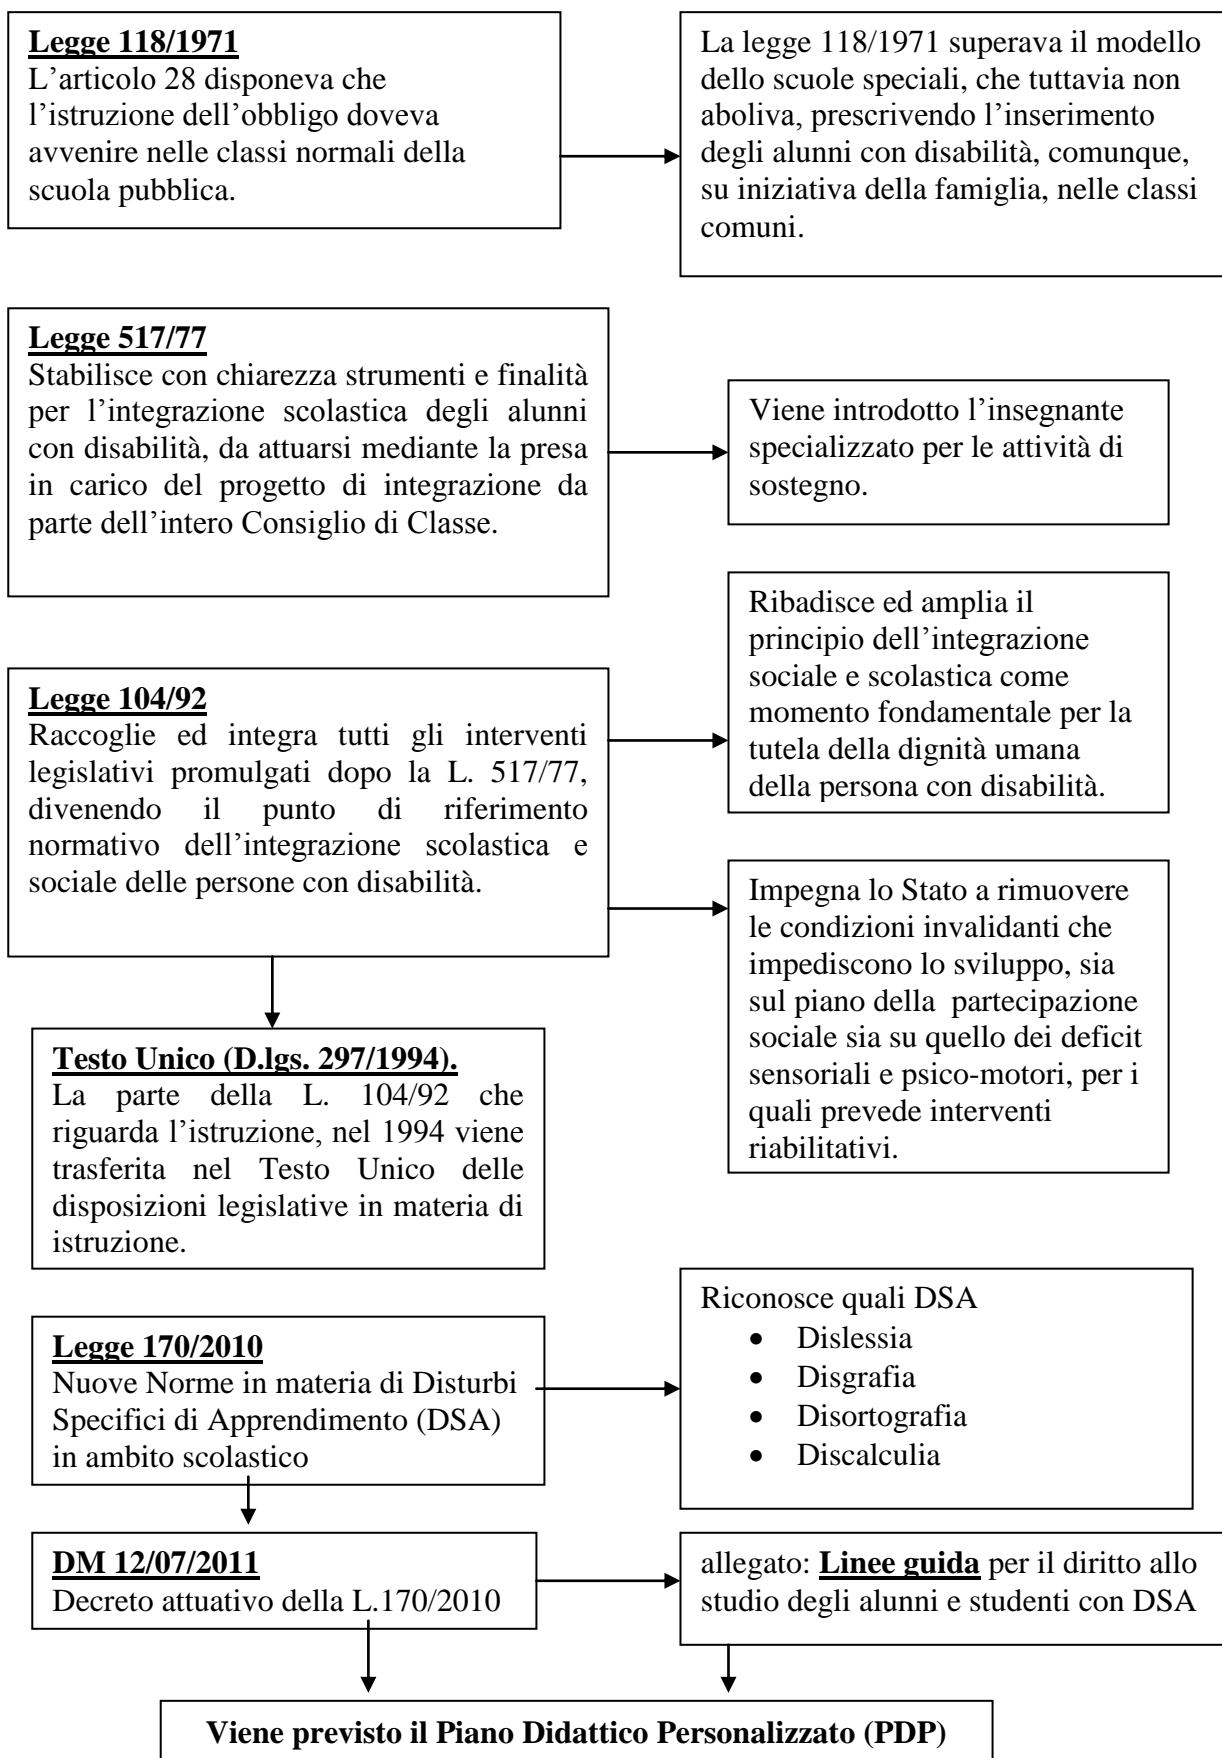 Legge 118/1971
L’articolo 28 disponeva che
l’istruzione dell’obbligo doveva
avvenire nelle classi normali della
scuola pubblica.
La legge 118/1971 superava il modello
dello scuole speciali, che tuttavia non
aboliva, prescrivendo l’inserimento
degli alunni con disabilità, comunque,
su iniziativa della famiglia, nelle classi
comuni.
Legge 517/77
Stabilisce con chiarezza strumenti e finalità
per l’integrazione scolastica degli alunni
con disabilità, da attuarsi mediante la presa
in carico del progetto di integrazione da
parte dell’intero Consiglio di Classe.
Viene introdotto l’insegnante
specializzato per le attività di
sostegno.
Legge 104/92
Raccoglie ed integra tutti gli interventi
legislativi promulgati dopo la L. 517/77,
divenendo il punto di riferimento
normativo dell’integrazione scolastica e
sociale delle persone con disabilità.
Ribadisce ed amplia il
principio dell’integrazione
sociale e scolastica come
momento fondamentale per la
tutela della dignità umana
della persona con disabilità.
Impegna lo Stato a rimuovere
le condizioni invalidanti che
impediscono lo sviluppo, sia
sul piano della partecipazione
sociale sia su quello dei deficit
sensoriali e psico-motori, per i
quali prevede interventi
riabilitativi.
Testo Unico (D.lgs. 297/1994).
La parte della L. 104/92 che
riguarda l’istruzione, nel 1994 viene
trasferita nel Testo Unico delle
disposizioni legislative in materia di
istruzione.
Legge 170/2010
Nuove Norme in materia di Disturbi
Specifici di Apprendimento (DSA)
in ambito scolastico
Riconosce quali DSA
• Dislessia
• Disgrafia
• Disortografia
• Discalculia
DM 12/07/2011
Decreto attuativo della L.170/2010
allegato: Linee guida per il diritto allo
studio degli alunni e studenti con DSA
Viene previsto il Piano Didattico Personalizzato (PDP)